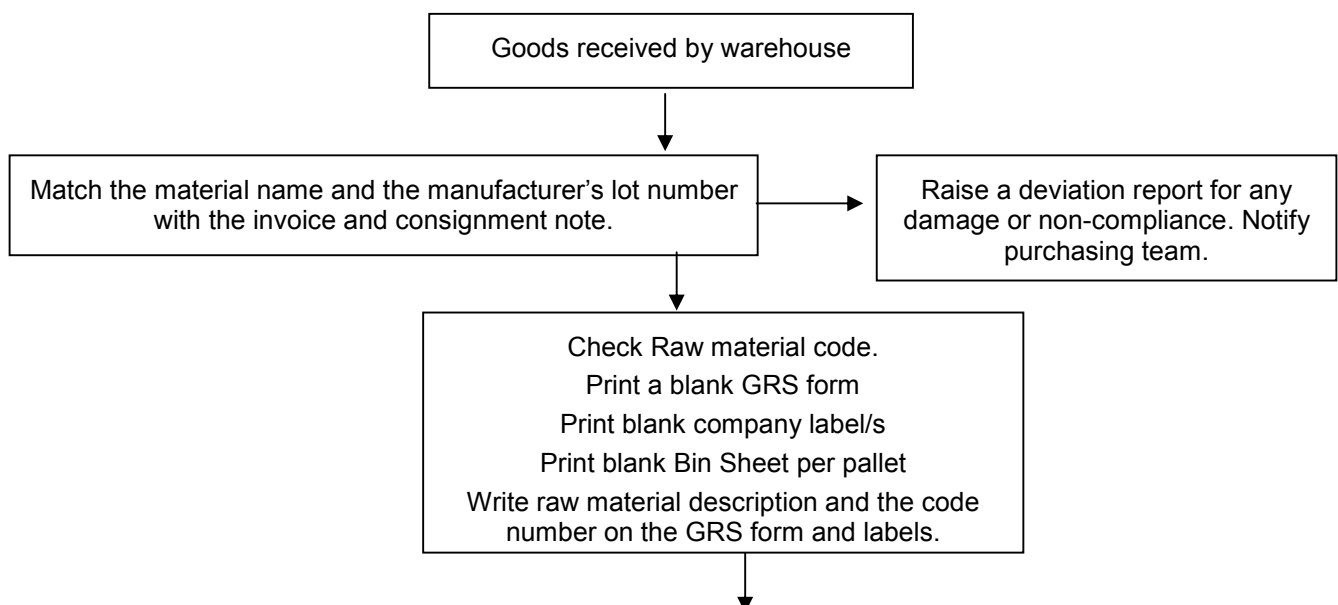 Goods received by warehouse
Match the material name and the manufacturer’s lot number
with the invoice and consignment note.
Raise a deviation report for any
damage or non-compliance. Notify
purchasing team.
Check Raw material code.
Print a blank GRS form
Print blank company label/s
Print blank Bin Sheet per pallet
Write raw material description and the code
number on the GRS form and labels.